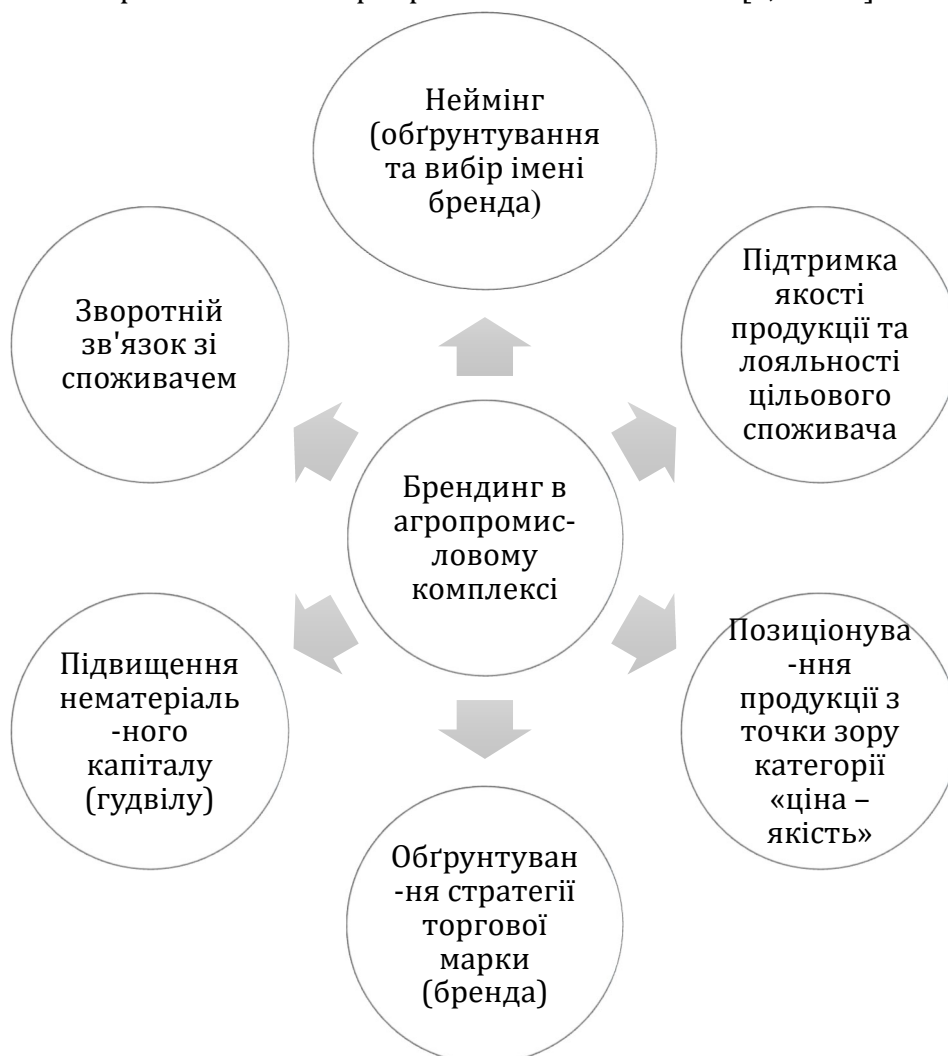 Неймінг
(обґрунтування
та вибір імені
бренда)
Підтримка
якості
продукції та
лояльності
цільового
споживача
Зворотній
зв'язок зі
споживачем
Брендинг в
агропромис-
ловому
комплексі
Позиціонува
-ння
продукції з
точки зору
категорії
«ціна –
якість»
Підвищення
нематеріаль
-ного
капіталу
(гудвілу)
Обґрунтуван
-ня стратегії
торгової
марки
(бренда)